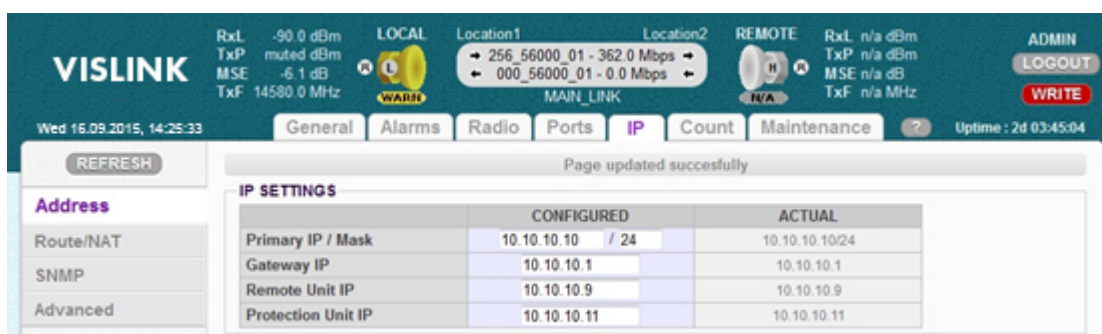 VISLINK
Wed 16.09.2015, 14:25:33
RxL -90.0 dBm
TxP muted dBm
MSE -6.1 dB
TxF 14580.0 MHz
LOCAL
R
L
WARN
Location1 Location2
→ 256_56000_01 - 362.0 Mbps →
← 000_56000_01 - 0.0 Mbps ←
MAIN_LINK
REMOTE
H
R
N/A
RxL n/a dBm
TxP n/a dBm
MSE n/a dB
TxF n/a MHz
ADMIN
LOGOUT
WRITE
General Alarms Radio Ports IP Count Maintenance ?
Uptime : 2d 03:45:04
REFRESH
Address
Route/NAT
SNMP
Advanced
Page updated succesfully
IP SETTINGS
CONFIGURED ACTUAL
Primary IP / Mask 10.10.10.10 / 24 10.10.10.10/24
Gateway IP 10.10.10.1 10.10.10.1
Remote Unit IP 10.10.10.9 10.10.10.9
Protection Unit IP 10.10.10.11 10.10.10.11